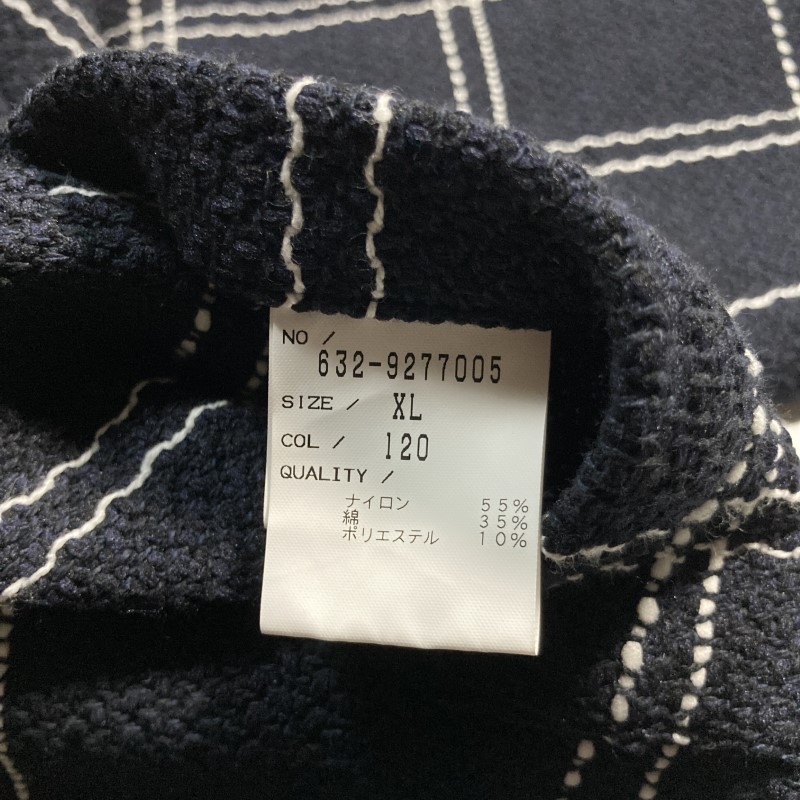 NO /
632-9277005
SIZE / XL
COL / 120
QUALITY /
ナイロン 55%
綿 35%
ポリエステル 10%